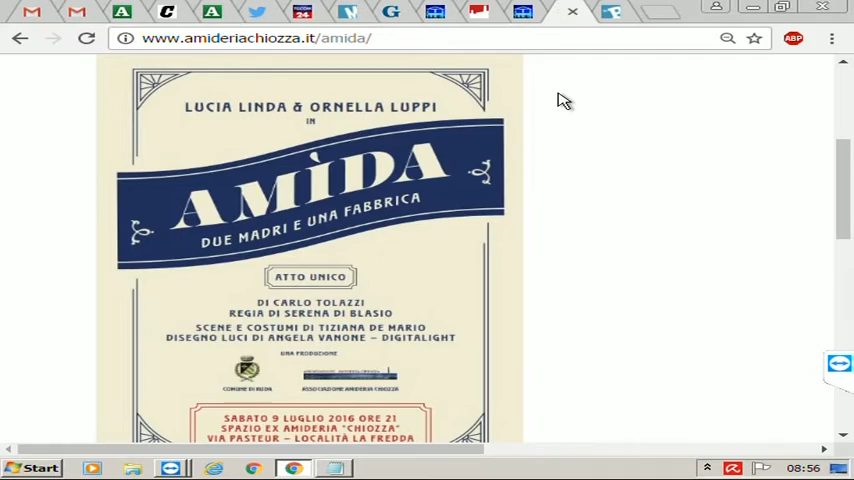 www.amideriachiozza.it/amida/
ABP
LUCIA LINDA & ORNELLA LUPPI
IN
AMÌDA
DUE MADRI E UNA FABBRICA
ATTO UNICO
DI CARLO TOLAZZI
REGIA DI SERENA DI BLASIO
SCENE E COSTUMI DI TIZIANA DE MARIO
DISEGNO LUCI DI ANGELA VANONE – DIGITALIGHT
UNA PRODUZIONE
COMUNE DI RUDA
ASSOCIAZIONE AMIDERIA CHIOZZA
SABATO 9 LUGLIO 2016 ORE 21
SPAZIO EX AMIDERIA "CHIOZZA"
VIA PASTEUR – LOCALITÀ LA FREDDA
Start
08:56